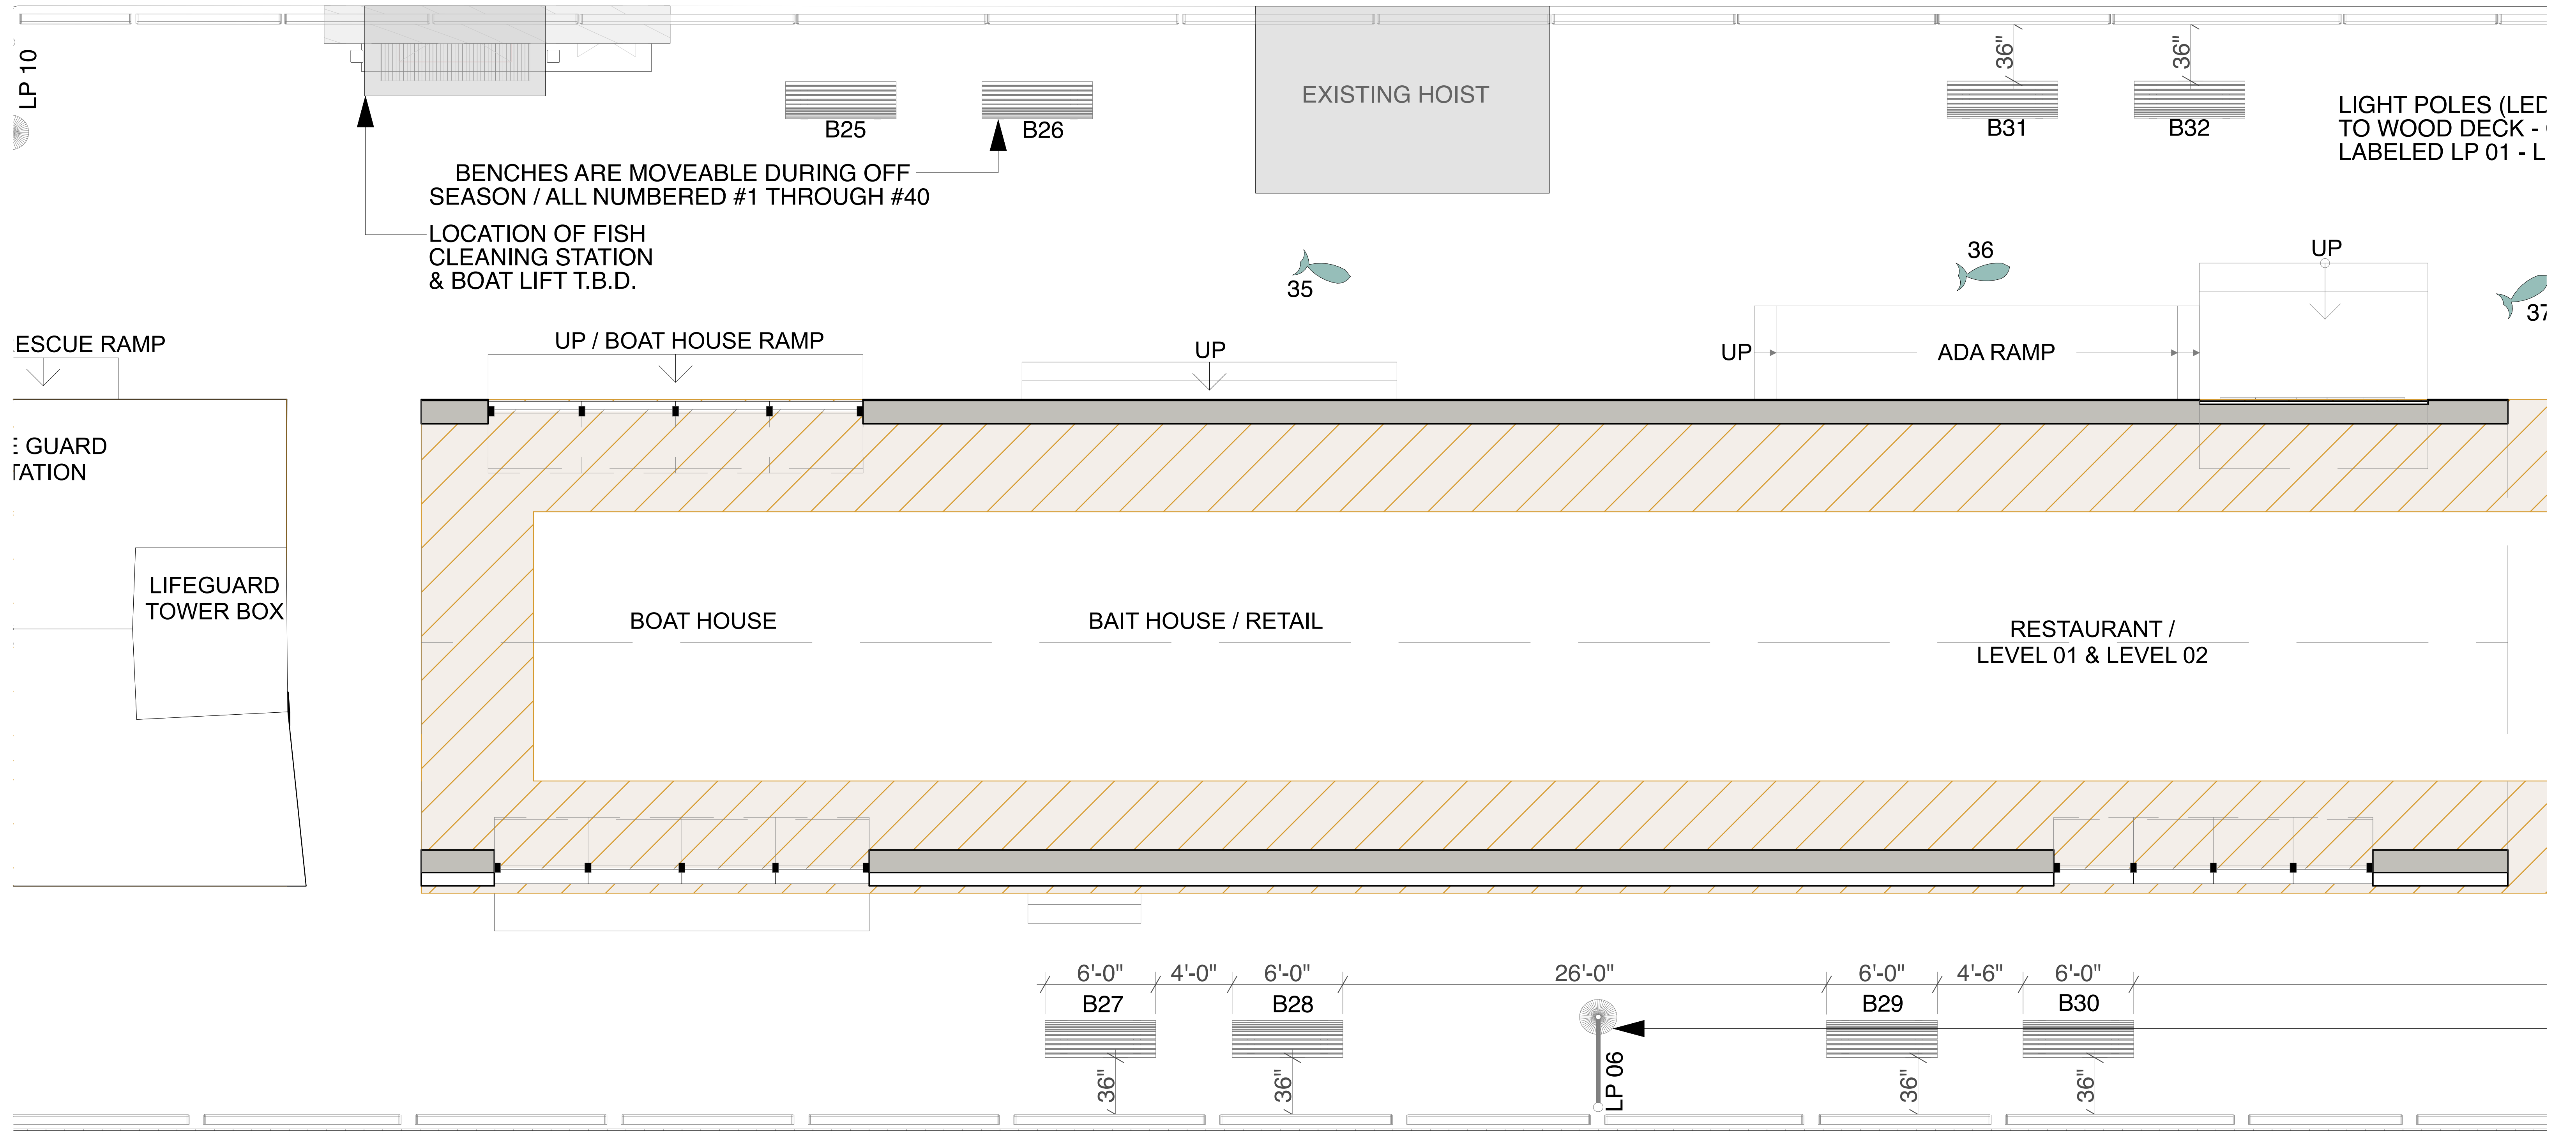 LP 10
B25
B26
EXISTING HOIST
36"
36"
B31
B32
LIGHT POLES (LED
TO WOOD DECK -
LABELED LP 01 - L
BENCHES ARE MOVEABLE DURING OFF
SEASON / ALL NUMBERED #1 THROUGH #40
LOCATION OF FISH
CLEANING STATION
& BOAT LIFT T.B.D.
35
36
37
UP
ESCUE RAMP
UP / BOAT HOUSE RAMP
UP
UP
ADA RAMP
E GUARD
TATION
LIFEGUARD
TOWER BOX
BOAT HOUSE
BAIT HOUSE / RETAIL
RESTAURANT /
LEVEL 01 & LEVEL 02
6'-0" 4'-0" 6'-0" 26'-0" 6'-0" 4'-6" 6'-0"
B27
B28
B29
B30
36"
36"
LP 06
36"
36"